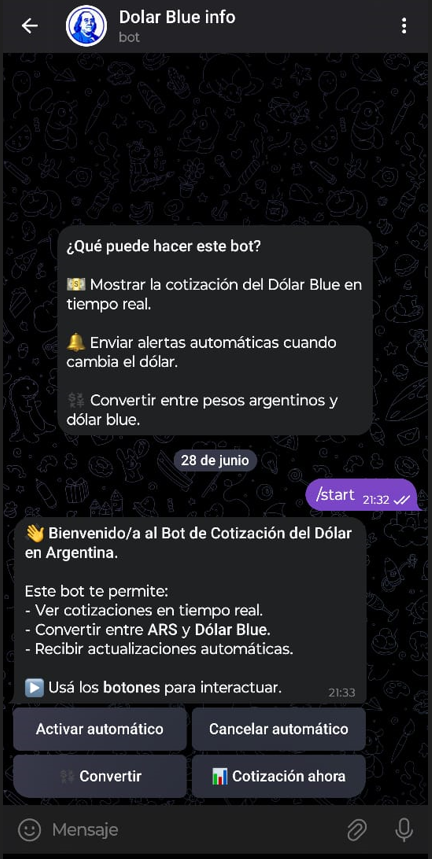 Dolar Blue info
bot
¿Qué puede hacer este bot?
💵 Mostrar la cotización del Dólar Blue en
tiempo real.
🔔 Enviar alertas automáticas cuando
cambia el dólar.
💱 Convertir entre pesos argentinos y
dólar blue.
28 de junio
/start 21:32
👋 Bienvenido/a al Bot de Cotización del Dólar
en Argentina.
Este bot te permite:
- Ver cotizaciones en tiempo real.
- Convertir entre ARS y Dólar Blue.
- Recibir actualizaciones automáticas.
▶️ Usá los botones para interactuar. 21:33
Activar automático
Cancelar automático
💱 Convertir
📊 Cotización ahora
Mensaje